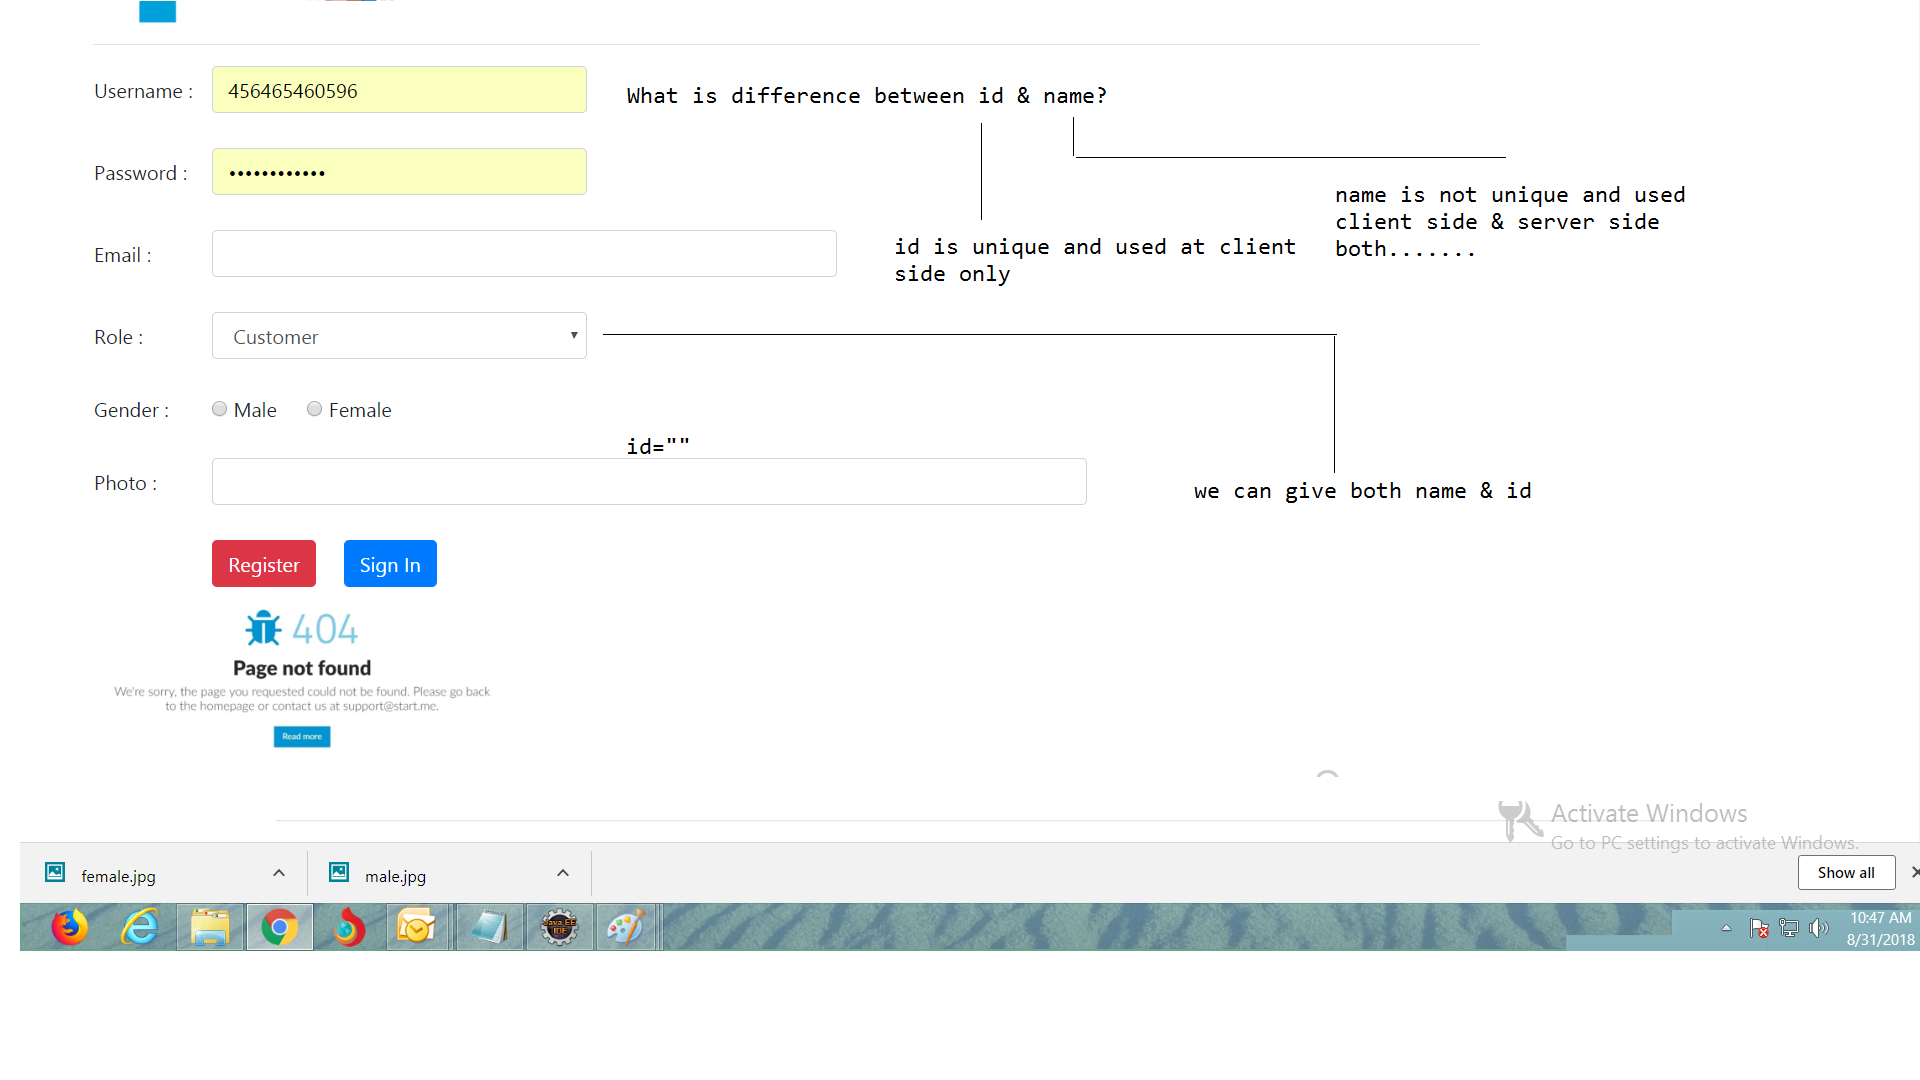 Username :
456465460596
What is difference between id & name?
Password :
••••••••••••
name is not unique and used
client side & server side
both.......
id is unique and used at client
side only
Email :
Role :
Customer
Gender :
Male
Female
id=""
Photo :
we can give both name & id
Register
Sign In
404
Page not found
We're sorry, the page you requested could not be found. Please go back
to the homepage or contact us at support@start.me.
Read more
Activate Windows
Go to PC settings to activate Windows.
female.jpg
male.jpg
Show all
Java EE
IDE
10:47 AM
8/31/2018